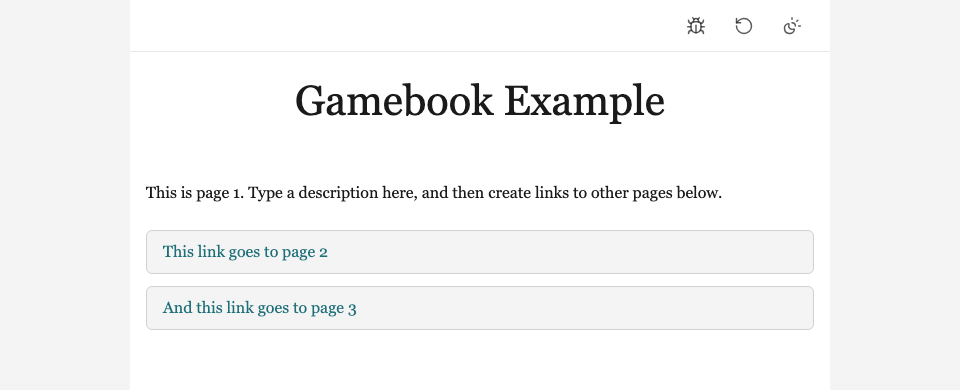 Gamebook Example
This is page 1. Type a description here, and then create links to other pages below.
This link goes to page 2
And this link goes to page 3